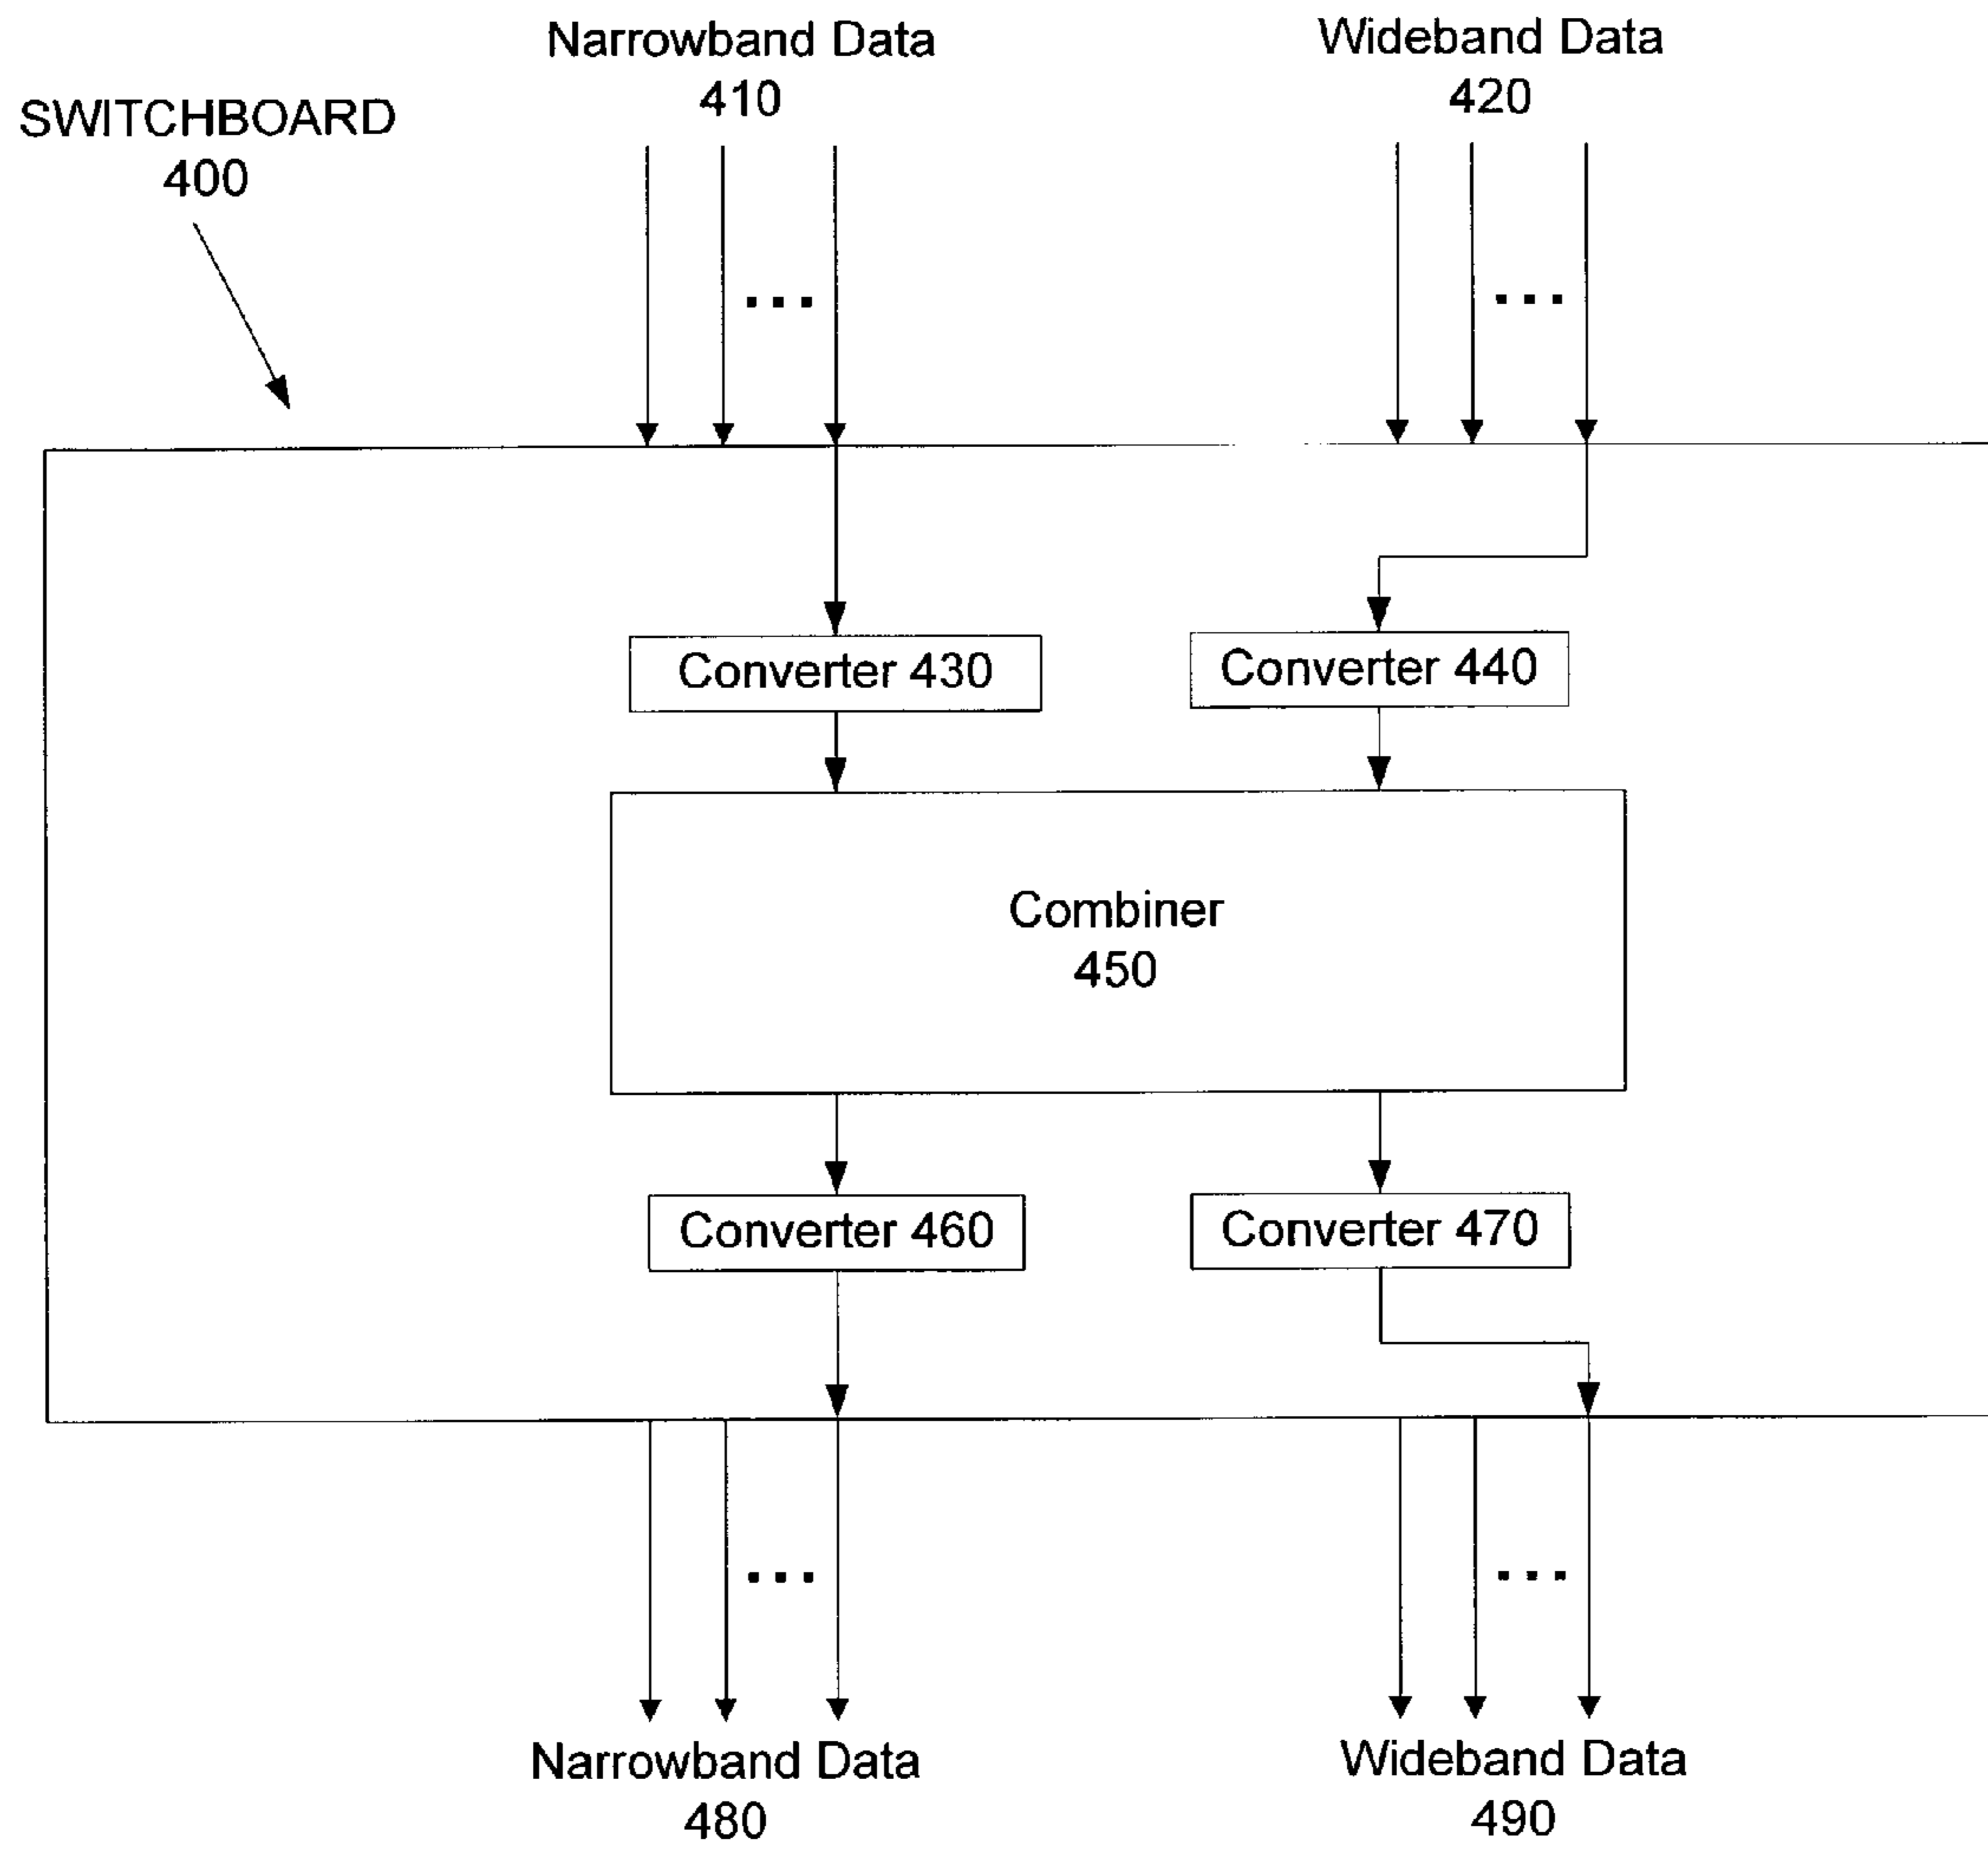 Narrowband Data
410
Wideband Data
420
SWITCHBOARD
400
...
...
Converter 430
Converter 440
Combiner
450
Converter 460
Converter 470
...
...
Narrowband Data
480
Wideband Data
490